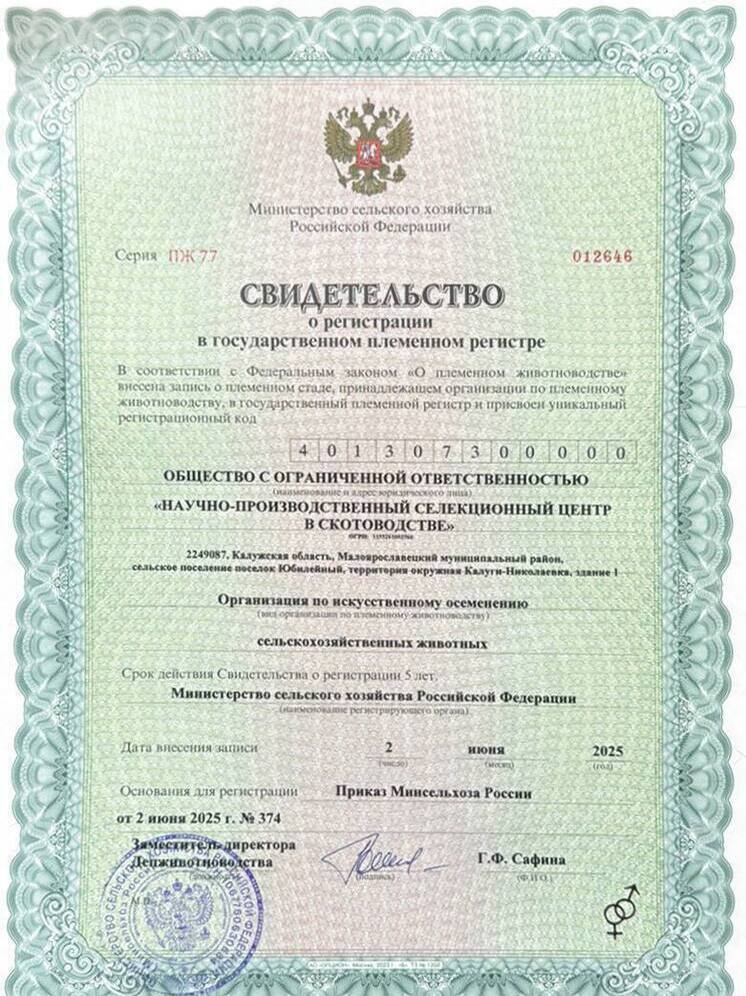 Министерство сельского хозяйства
Российской Федерации
Серия ПЖ 77 012646
СВИДЕТЕЛЬСТВО
о регистрации
в государственном племенном регистре
В соответствии с Федеральным законом «О племенном животноводстве»
внесена запись о племенном стаде, принадлежащем организации по племенному
животноводству, в государственный племенной регистр и присвоен уникальный
регистрационный код
4 0 1 3 0 7 3 0 0 0 0 0 0
ОБЩЕСТВО С ОГРАНИЧЕННОЙ ОТВЕТСТВЕННОСТЬЮ
(наименование и адрес юридического лица)
«НАУЧНО-ПРОИЗВОДСТВЕННЫЙ СЕЛЕКЦИОННЫЙ ЦЕНТР
В СКОТОВОДСТВЕ»
ОГРН:
2249087, Калужская область, Малоярославецкий муниципальный район,
сельское поселение поселок Юбилейный, территория окружная Калуги-Николаевка, здание 1
Организация по искусственному осеменению
(вид организации по племенному животноводству)
сельскохозяйственных животных
Срок действия Свидетельства о регистрации 5 лет.
Министерство сельского хозяйства Российской Федерации
(наименование регистрирующего органа)
Дата внесения записи 2 июня 2025
(число) (месяц) (год)
Основания для регистрации Приказ Минсельхоза России
от 2 июня 2025 г. № 374
Заместитель директора
Депживотноводства Г.Ф. Сафина
(должность) (подпись) (Ф.И.О.)
М.П.